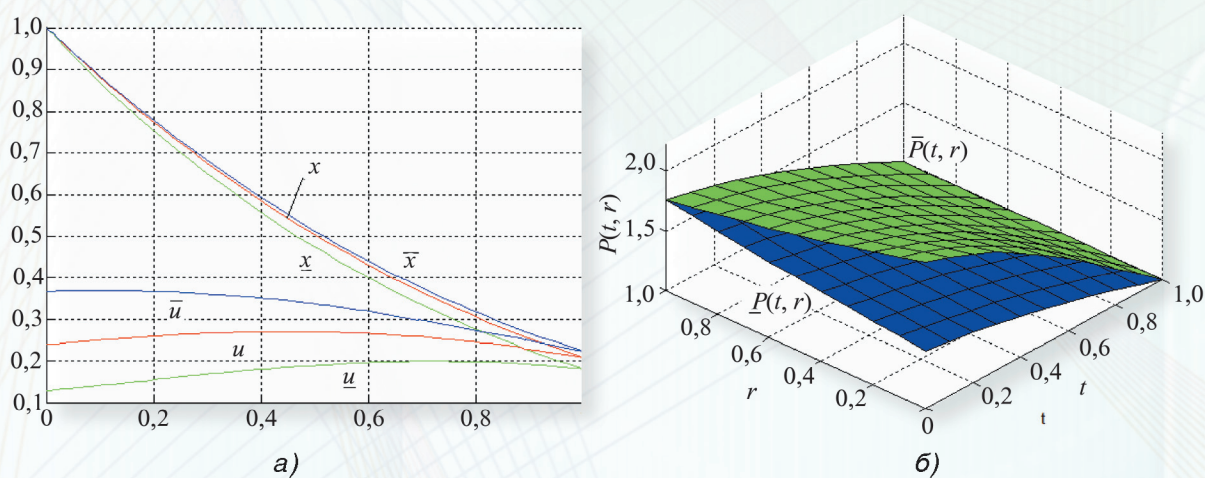 1,0
0,9
0,8
0,7
0,6
0,5
0,4
0,3
0,2
0,1
0
0,2
0,4
0,6
0,8
x
x̲
x̅
u̅
u
u̲
а)
P(t, r)
2,0
1,5
1,0
P̅(t, r)
P̲(t, r)
0,8
0,6
0,4
0,2
0
r
0,2
0,4
0,6
0,8
1,0
t
t
б)